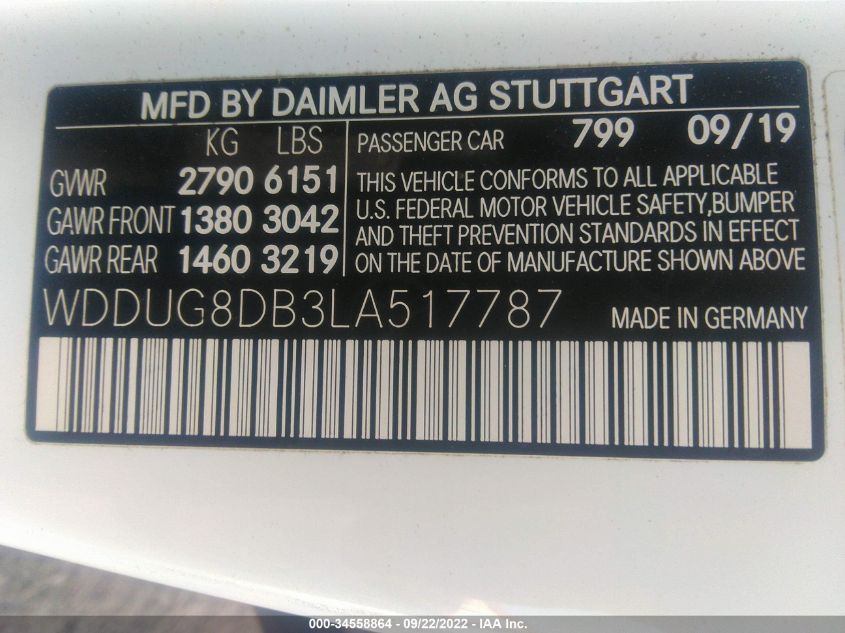 MFD BY DAIMLER AG STUTTGART
KG LBS
GVWR 2790 6151
GAWR FRONT 1380 3042
GAWR REAR 1460 3219
PASSENGER CAR 799 09/19
THIS VEHICLE CONFORMS TO ALL APPLICABLE
U.S. FEDERAL MOTOR VEHICLE SAFETY,BUMPER
AND THEFT PREVENTION STANDARDS IN EFFECT
ON THE DATE OF MANUFACTURE SHOWN ABOVE
WDDUG8DB3LA517787 MADE IN GERMANY
000-34558864 - 09/22/2022 - IAA Inc.